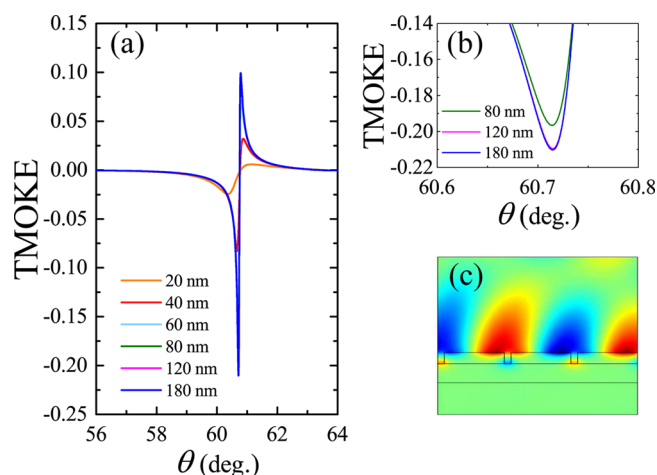 (a)
TMOKE
0.15
0.10
0.05
0.00
-0.05
-0.10
-0.15
-0.20
-0.25
20 nm
40 nm
60 nm
80 nm
120 nm
180 nm
56 58 60 62 64
θ (deg.)
(b)
TMOKE
-0.14
-0.16
-0.18
-0.20
-0.22
80 nm
120 nm
180 nm
60.6 60.7 60.8
θ (deg.)
(c)